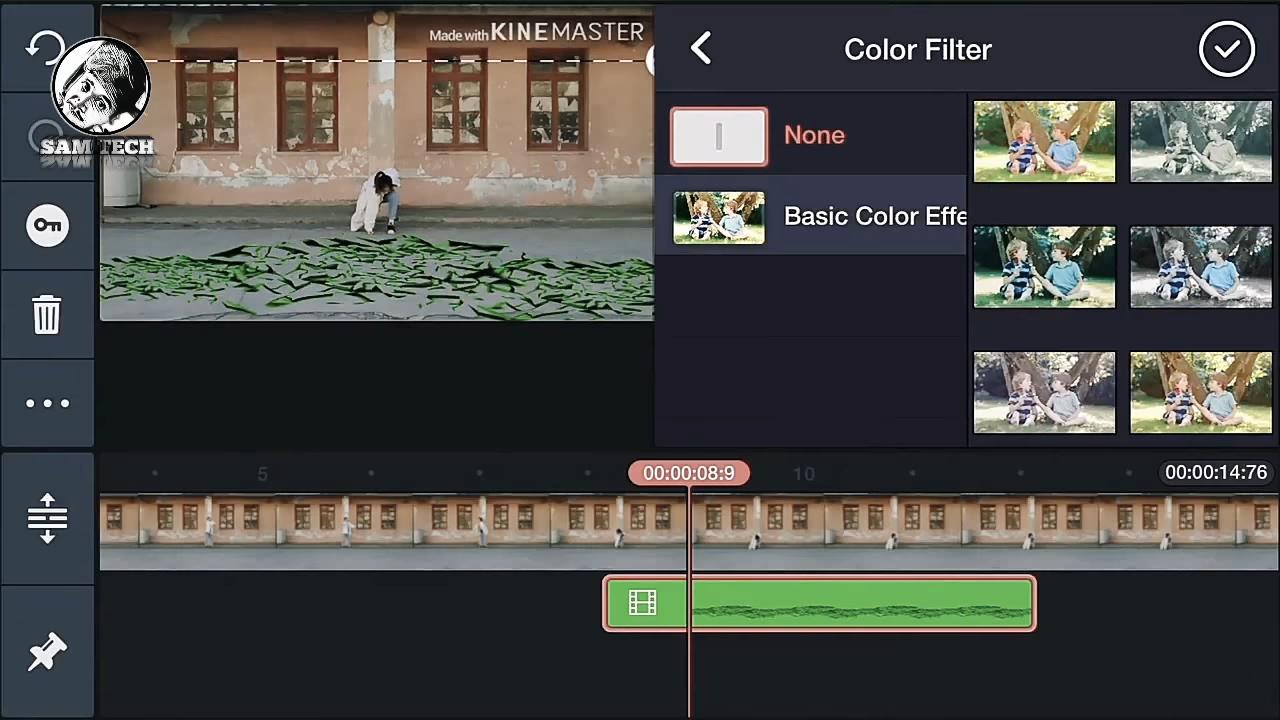 Made with KINEMASTER
Color Filter
SAM TECH
None
Basic Color Effe
5
00:00:08:9
10
00:00:14:76